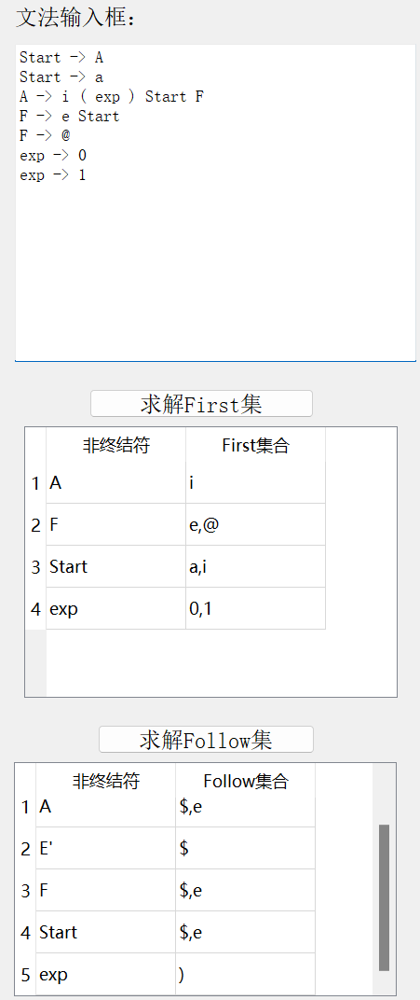 文法输入框:
Start -> A
Start -> a
A -> i ( exp ) Start F
F -> e Start
F -> @
exp -> 0
exp -> 1
求解First集
非终结符 First集合
1 A i
2 F e,@
3 Start a,i
4 exp 0,1
求解Follow集
非终结符 Follow集合
1 A $,e
2 E' $
3 F $,e
4 Start $,e
5 exp )